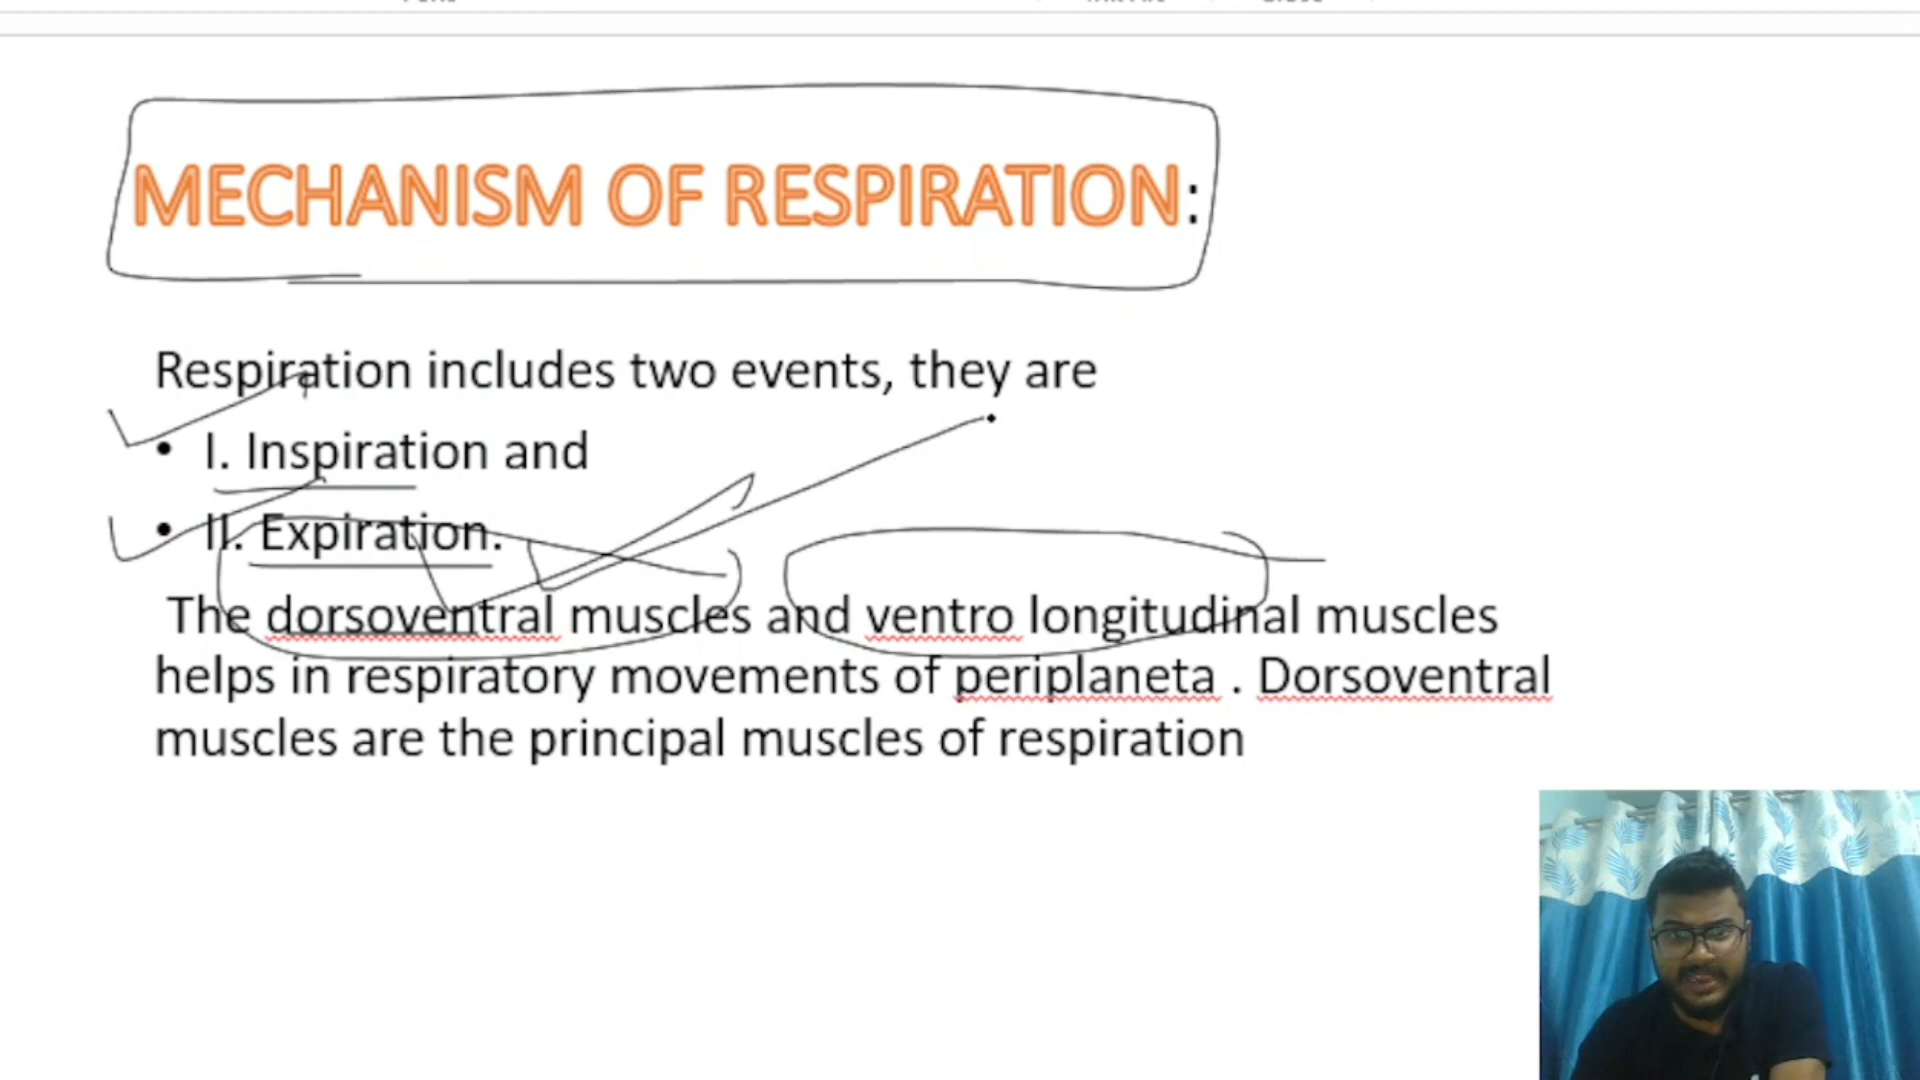 MECHANISM OF RESPIRATION:
Respiration includes two events, they are
• I. Inspiration and
• II. Expiration.
The dorsoventral muscles and ventro longitudinal muscles
helps in respiratory movements of periplaneta . Dorsoventral
muscles are the principal muscles of respiration